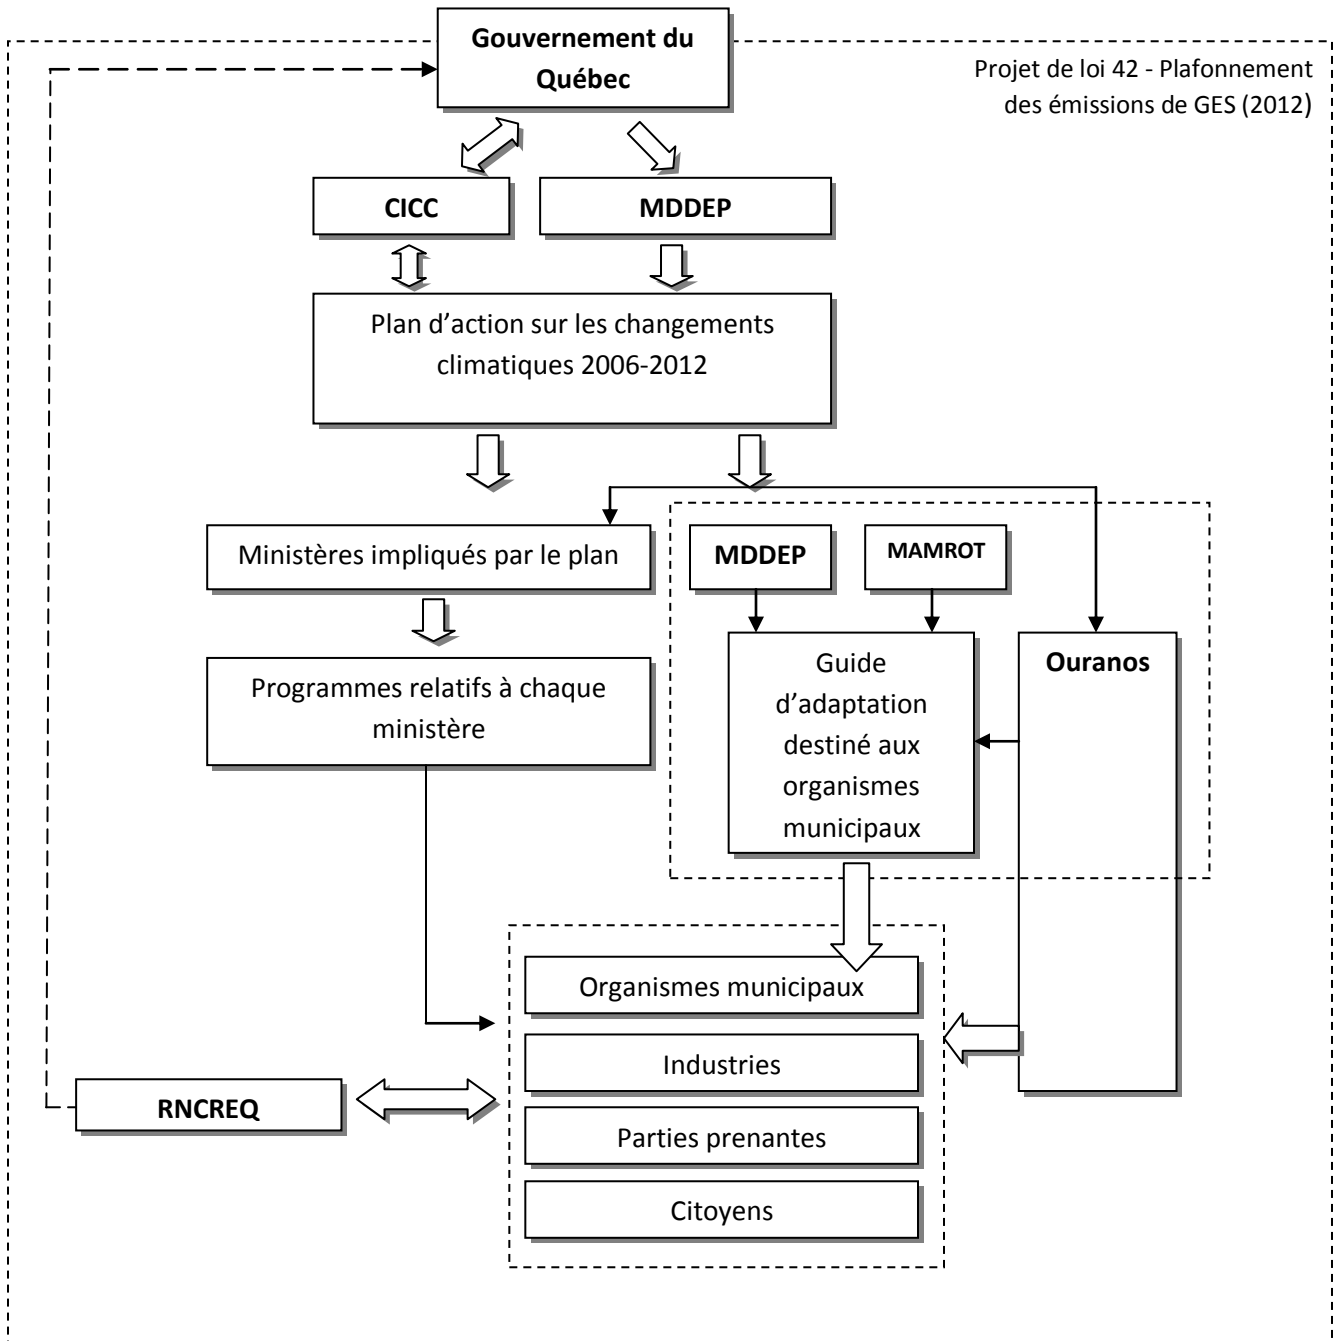 Gouvernement du
Québec
Projet de loi 42 - Plafonnement
des émissions de GES (2012)
CICC
MDDEP
Plan d'action sur les changements
climatiques 2006-2012
Ministères impliqués par le plan
MDDEP
MAMROT
Programmes relatifs à chaque
ministère
Guide
d'adaptation
destiné aux
organismes
municipaux
Ouranos
Organismes municipaux
Industries
RNCREQ
Parties prenantes
Citoyens